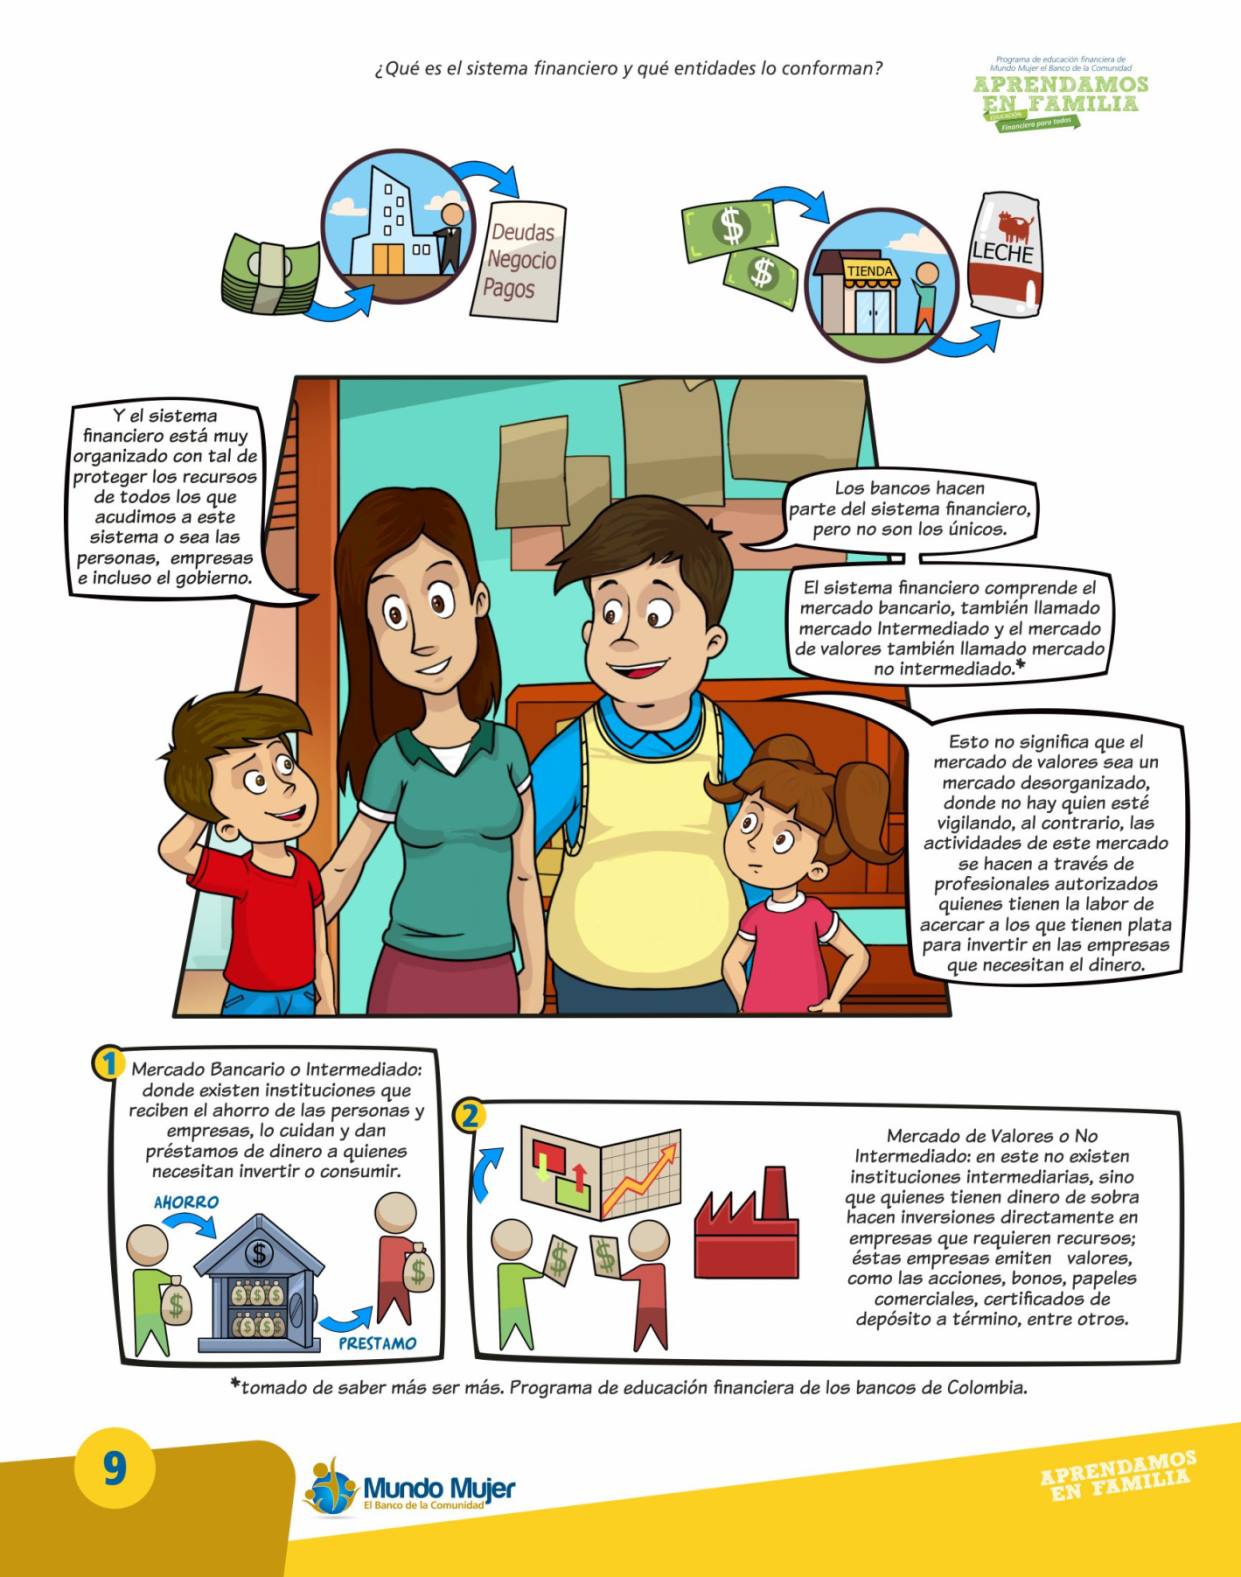 ¿Qué es el sistema financiero y qué entidades lo conforman?
Programa de educación financiera de
Mundo Mujer el Banco de la Comunidad
APRENDAMOS
EN FAMILIA
EDUCACIÓN
Financiera para todos
Deudas
Negocio
Pagos
$
$
TIENDA
LECHE
Y el sistema
financiero está muy
organizado con tal de
proteger los recursos
de todos los que
acudimos a este
sistema o sea las
personas, empresas
e incluso el gobierno.
Los bancos hacen
parte del sistema financiero,
pero no son los únicos.
El sistema financiero comprende el
mercado bancario, también llamado
mercado Intermediado y el mercado
de valores también llamado mercado
no intermediado.*
Esto no significa que el
mercado de valores sea un
mercado desorganizado,
donde no hay quien esté
vigilando, al contrario, las
actividades de este mercado
se hacen a través de
profesionales autorizados
quienes tienen la labor de
acercar a los que tienen plata
para invertir en las empresas
que necesitan el dinero.
1
Mercado Bancario o Intermediado:
donde existen instituciones que
reciben el ahorro de las personas y
empresas, lo cuidan y dan
préstamos de dinero a quienes
necesitan invertir o consumir.
AHORRO
$
$
$
$ $ $
$ $ $
PRESTAMO
2
$
$
Mercado de Valores o No
Intermediado: en este no existen
instituciones intermediarias, sino
que quienes tienen dinero de sobra
hacen inversiones directamente en
empresas que requieren recursos;
éstas empresas emiten valores,
como las acciones, bonos, papeles
comerciales, certificados de
depósito a término, entre otros.
*tomado de saber más ser más. Programa de educación financiera de los bancos de Colombia.
9
Mundo Mujer
El Banco de la Comunidad
APRENDAMOS
EN FAMILIA